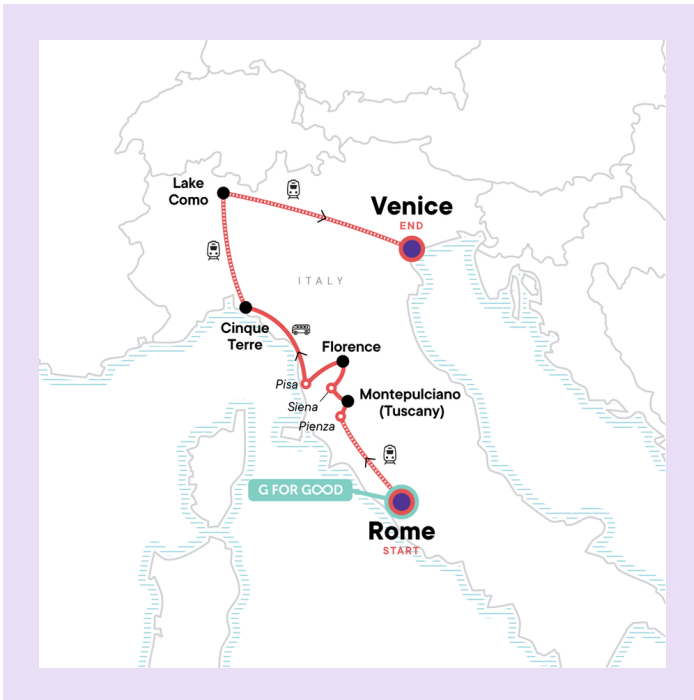 Lake
Como
Venice
END
ITALY
Cinque
Terre
Florence
Pisa
Montepulciano
(Tuscany)
Siena
Pienza
G FOR GOOD
Rome
START